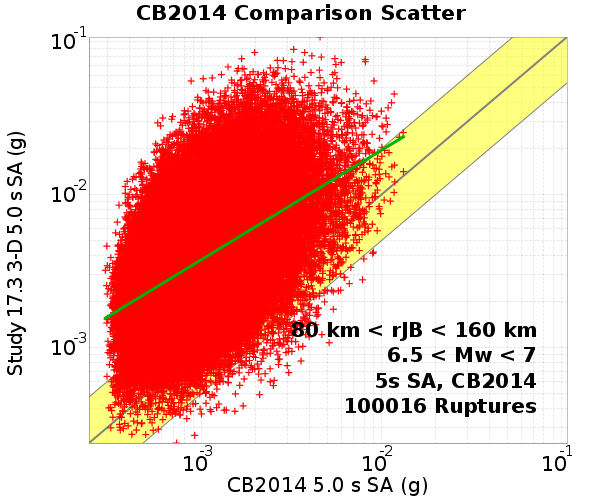 CB2014 Comparison Scatter
Study 17.3 3-D 5.0 s SA (g)
10^-1
10^-2
10^-3
80 km < rJB < 160 km
6.5 < Mw < 7
5s SA, CB2014
100016 Ruptures
10^-3 10^-2 10^-1
CB2014 5.0 s SA (g)